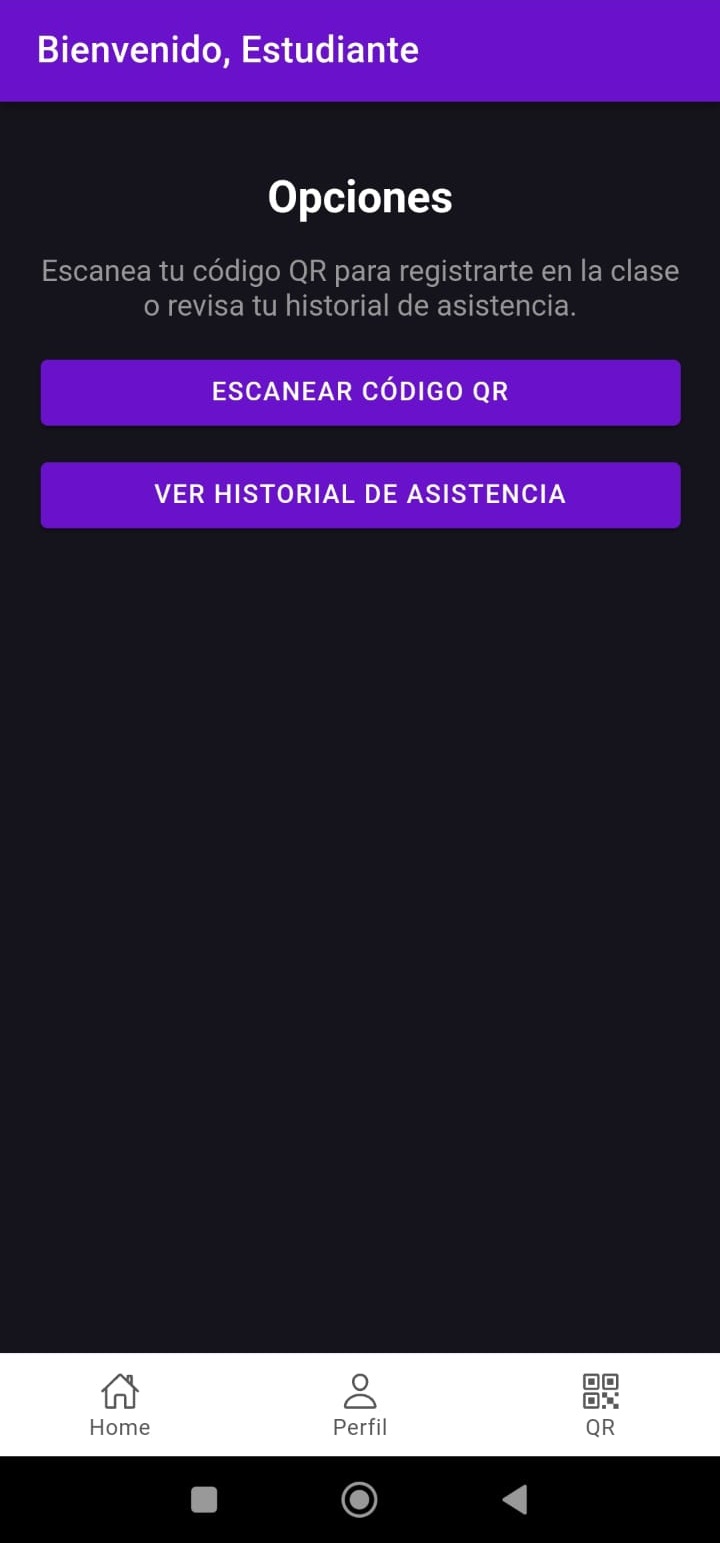 Bienvenido, Estudiante
Opciones
Escanea tu código QR para registrarte en la clase
o revisa tu historial de asistencia.
ESCANEAR CÓDIGO QR
VER HISTORIAL DE ASISTENCIA
Home
Perfil
QR